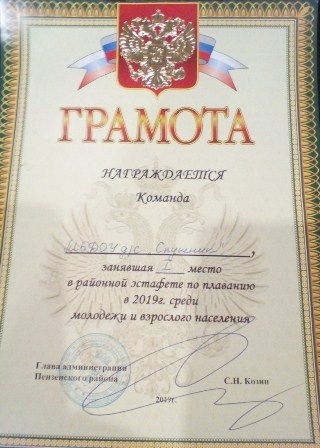 ГРАМОТА
НАГРАЖДАЕТСЯ
Команда
МБДОУ д/с Спутник,
занявшая I место
в районной эстафете по плаванию
в 2019г. среди
молодежи и взрослого населения
Глава администрации
Пензенского района
С.Н. Козин
2019г.